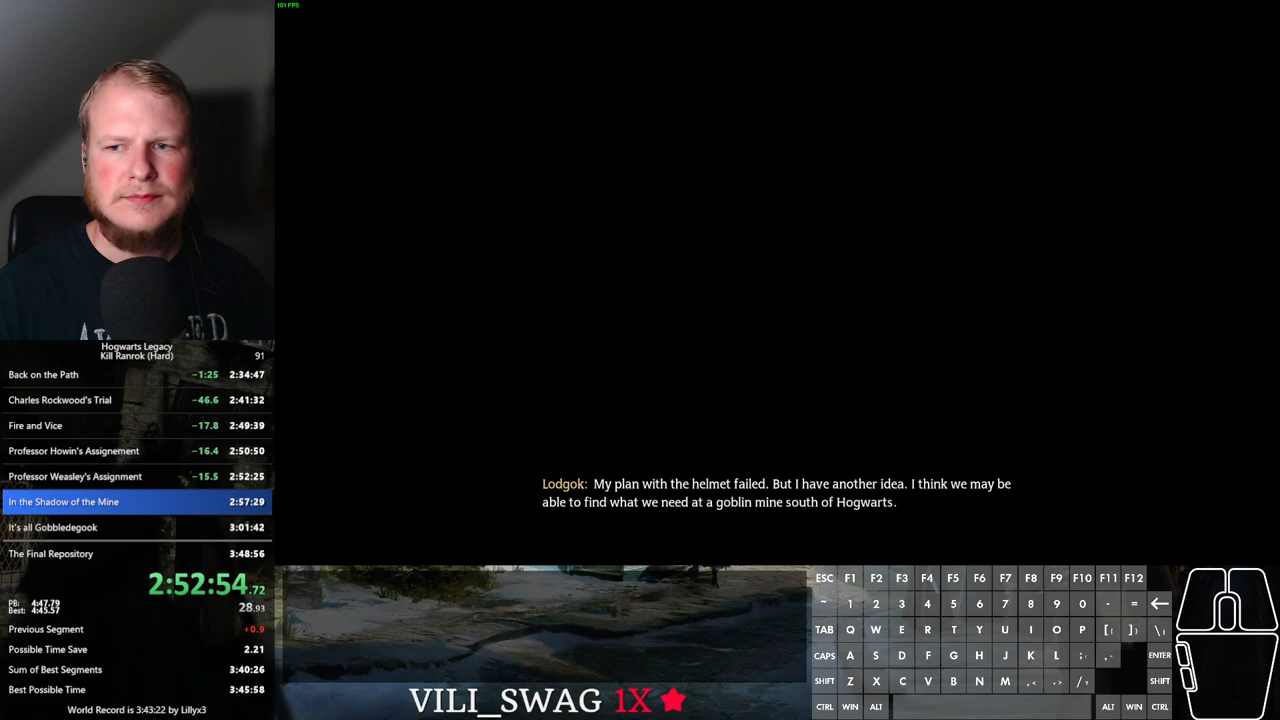 101 FPS
Hogwarts Legacy
Kill Ranrok (Hard) 91
Back on the Path −1:25 2:34:47
Charles Rockwood's Trial −46.6 2:41:32
Fire and Vice −17.8 2:49:39
Professor Howin's Assignement −16.4 2:50:50
Professor Weasley's Assignment −15.5 2:52:25
In the Shadow of the Mine 2:57:29
It's all Gobbledegook 3:01:42
The Final Repository 3:48:56
2:52:54.72
PB: 4:47.79
Best: 4:45.57 28.93
Previous Segment +0.9
Possible Time Save 2.21
Sum of Best Segments 3:40:26
Best Possible Time 3:45:58
World Record is 3:43:22 by Lillyx3
Lodgok: My plan with the helmet failed. But I have another idea. I think we may be
able to find what we need at a goblin mine south of Hogwarts.
VILI_SWAG 1X
ESC F1 F2 F3 F4 F5 F6 F7 F8 F9 F10 F11 F12
~ 1 2 3 4 5 6 7 8 9 0 - =
TAB Q W E R T Y U I O P [{ ]} \|
CAPS A S D F G H J K L ;: ENTER
SHIFT Z X C V B N M ,< .> /? SHIFT
CTRL WIN ALT ALT WIN CTRL